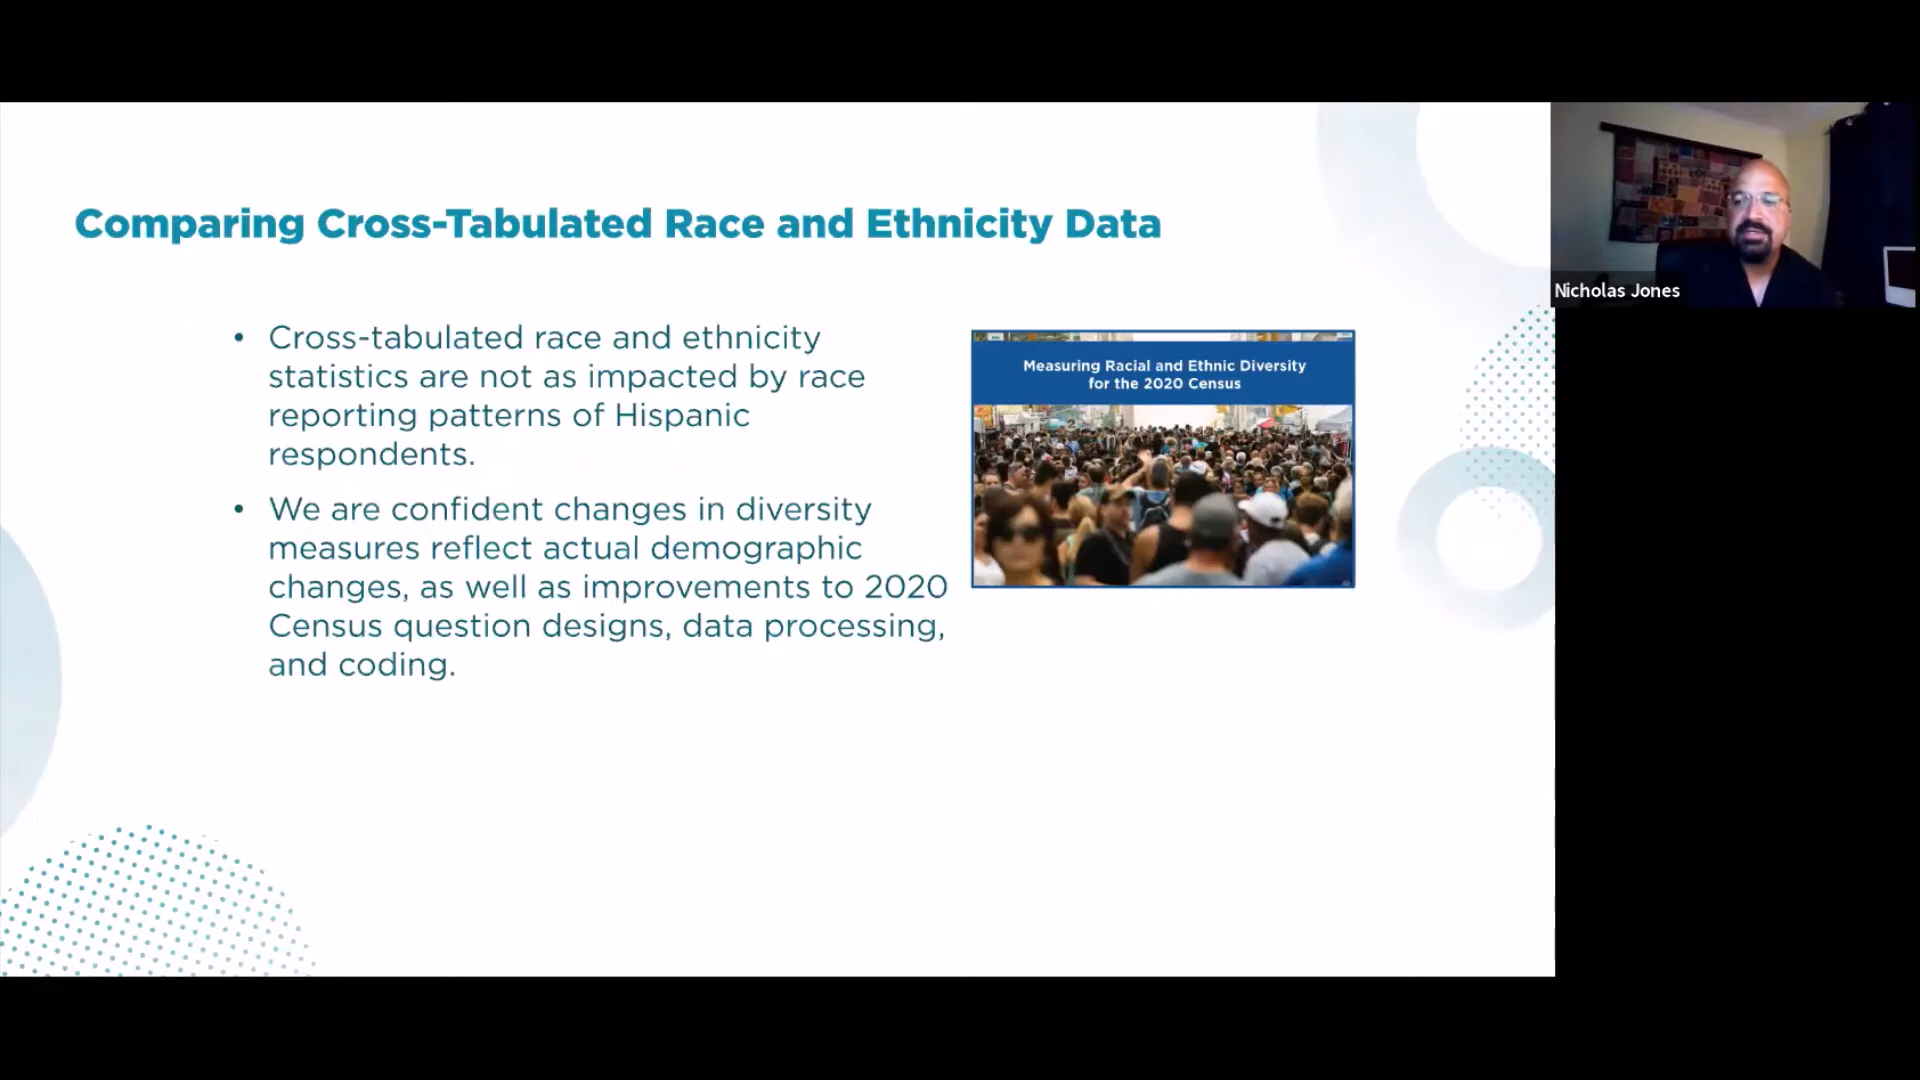 Comparing Cross-Tabulated Race and Ethnicity Data
• Cross-tabulated race and ethnicity
statistics are not as impacted by race
reporting patterns of Hispanic
respondents.
• We are confident changes in diversity
measures reflect actual demographic
changes, as well as improvements to 2020
Census question designs, data processing,
and coding.
Measuring Racial and Ethnic Diversity
for the 2020 Census
Nicholas Jones